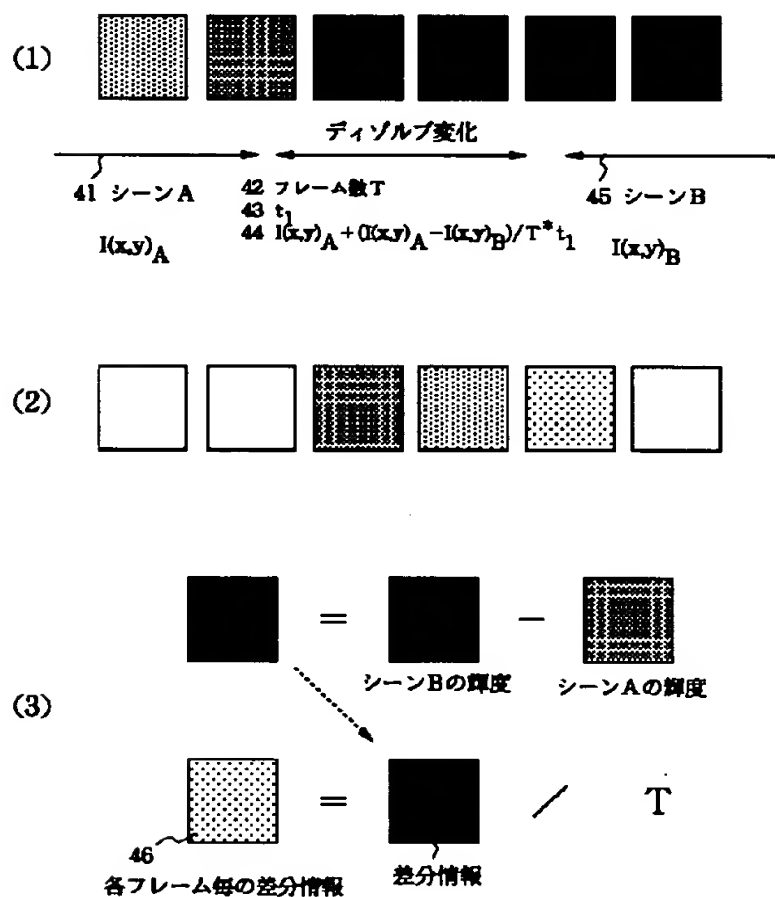 (1)
ディゾルブ変化
41 シーンA
42 フレーム数T
43 t1
44 I(x,y)A+(I(x,y)A-I(x,y)B)/T*t1
45 シーンB
I(x,y)A
I(x,y)B
(2)
(3)
= -
シーンBの輝度
シーンAの輝度
= / T
46
各フレーム毎の差分情報
差分情報